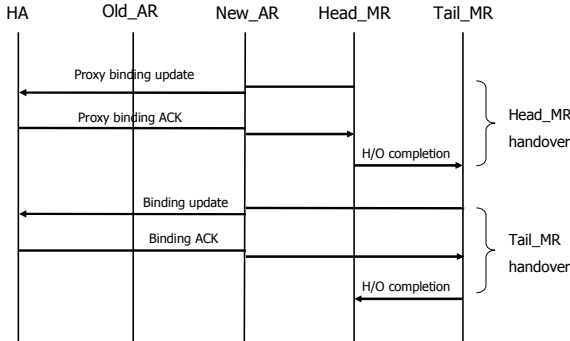 HA Old_AR New_AR Head_MR Tail_MR
Proxy binding update
Proxy binding ACK
Head_MR
handover
H/O completion
Binding update
Binding ACK
Tail_MR
handover
H/O completion